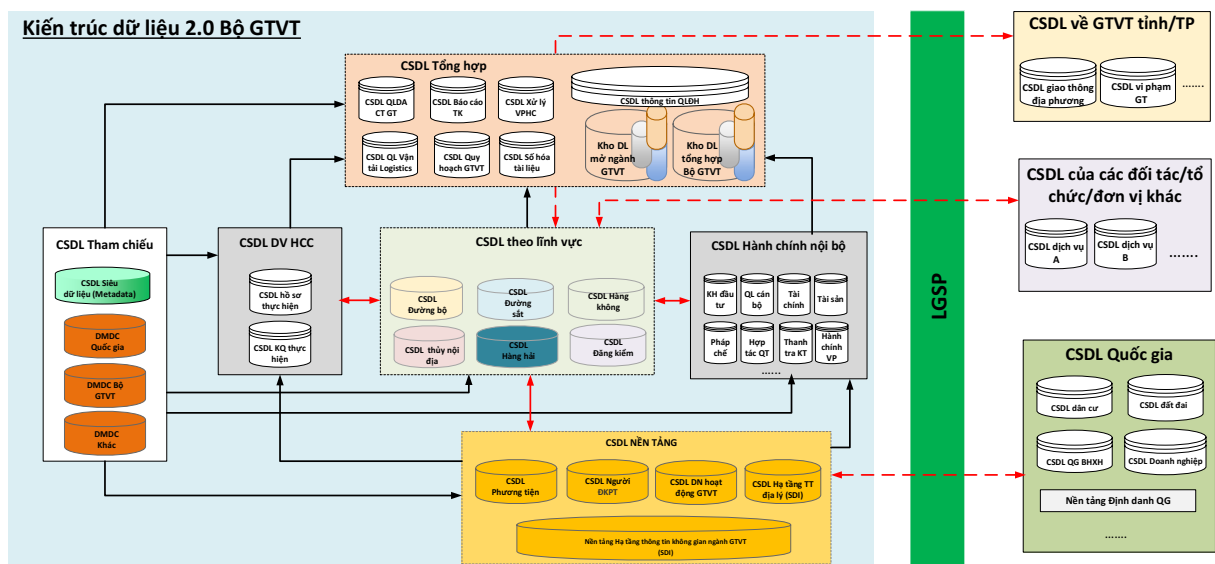 Kiến trúc dữ liệu 2.0 Bộ GTVT
CSDL Tổng hợp
CSDL QLDA
CT GT
CSDL Báo cáo
TK
CSDL Xử lý
VPHC
CSDL thông tin QLĐH
CSDL QL Vận
tải Logistics
CSDL Quy
hoạch GTVT
CSDL Số hóa
tài liệu
Kho DL
mở ngành
GTVT
Kho DL
tổng hợp
Bộ GTVT
CSDL Tham chiếu
CSDL Siêu
dữ liệu (Metadata)
DMDC
Quốc gia
DMDC Bộ
GTVT
DMDC
Khác
CSDL DV HCC
CSDL hồ sơ
thực hiện
CSDL KQ thực
hiện
CSDL theo lĩnh vực
CSDL
Đường bộ
CSDL
Đường
sắt
CSDL Hàng
không
CSDL thủy nội
địa
CSDL
Hàng hải
CSDL
Đăng kiểm
CSDL Hành chính nội bộ
KH đầu
tư
QL cán
bộ
Tài
chính
Tài sản
Pháp
chế
Hợp
tác QT
Thanh
tra KT
Hành
chính
VP
......
CSDL NỀN TẢNG
CSDL
Phương tiện
CSDL Người
ĐKPT
CSDL DN hoạt
động GTVT
CSDL Hạ tầng TT
địa lý (SDI)
Nền tảng Hạ tầng thông tin không gian ngành GTVT
(SDI)
LGSP
CSDL về GTVT tỉnh/TP
CSDL giao thông
địa phương
CSDL vi phạm
GT
.......
CSDL của các đối tác/tổ
chức/đơn vị khác
CSDL dịch vụ
A
CSDL dịch vụ
B
.......
CSDL Quốc gia
CSDL dân cư
CSDL đất đai
CSDL QG BHXH
CSDL Doanh nghiệp
Nền tảng Định danh QG
.......